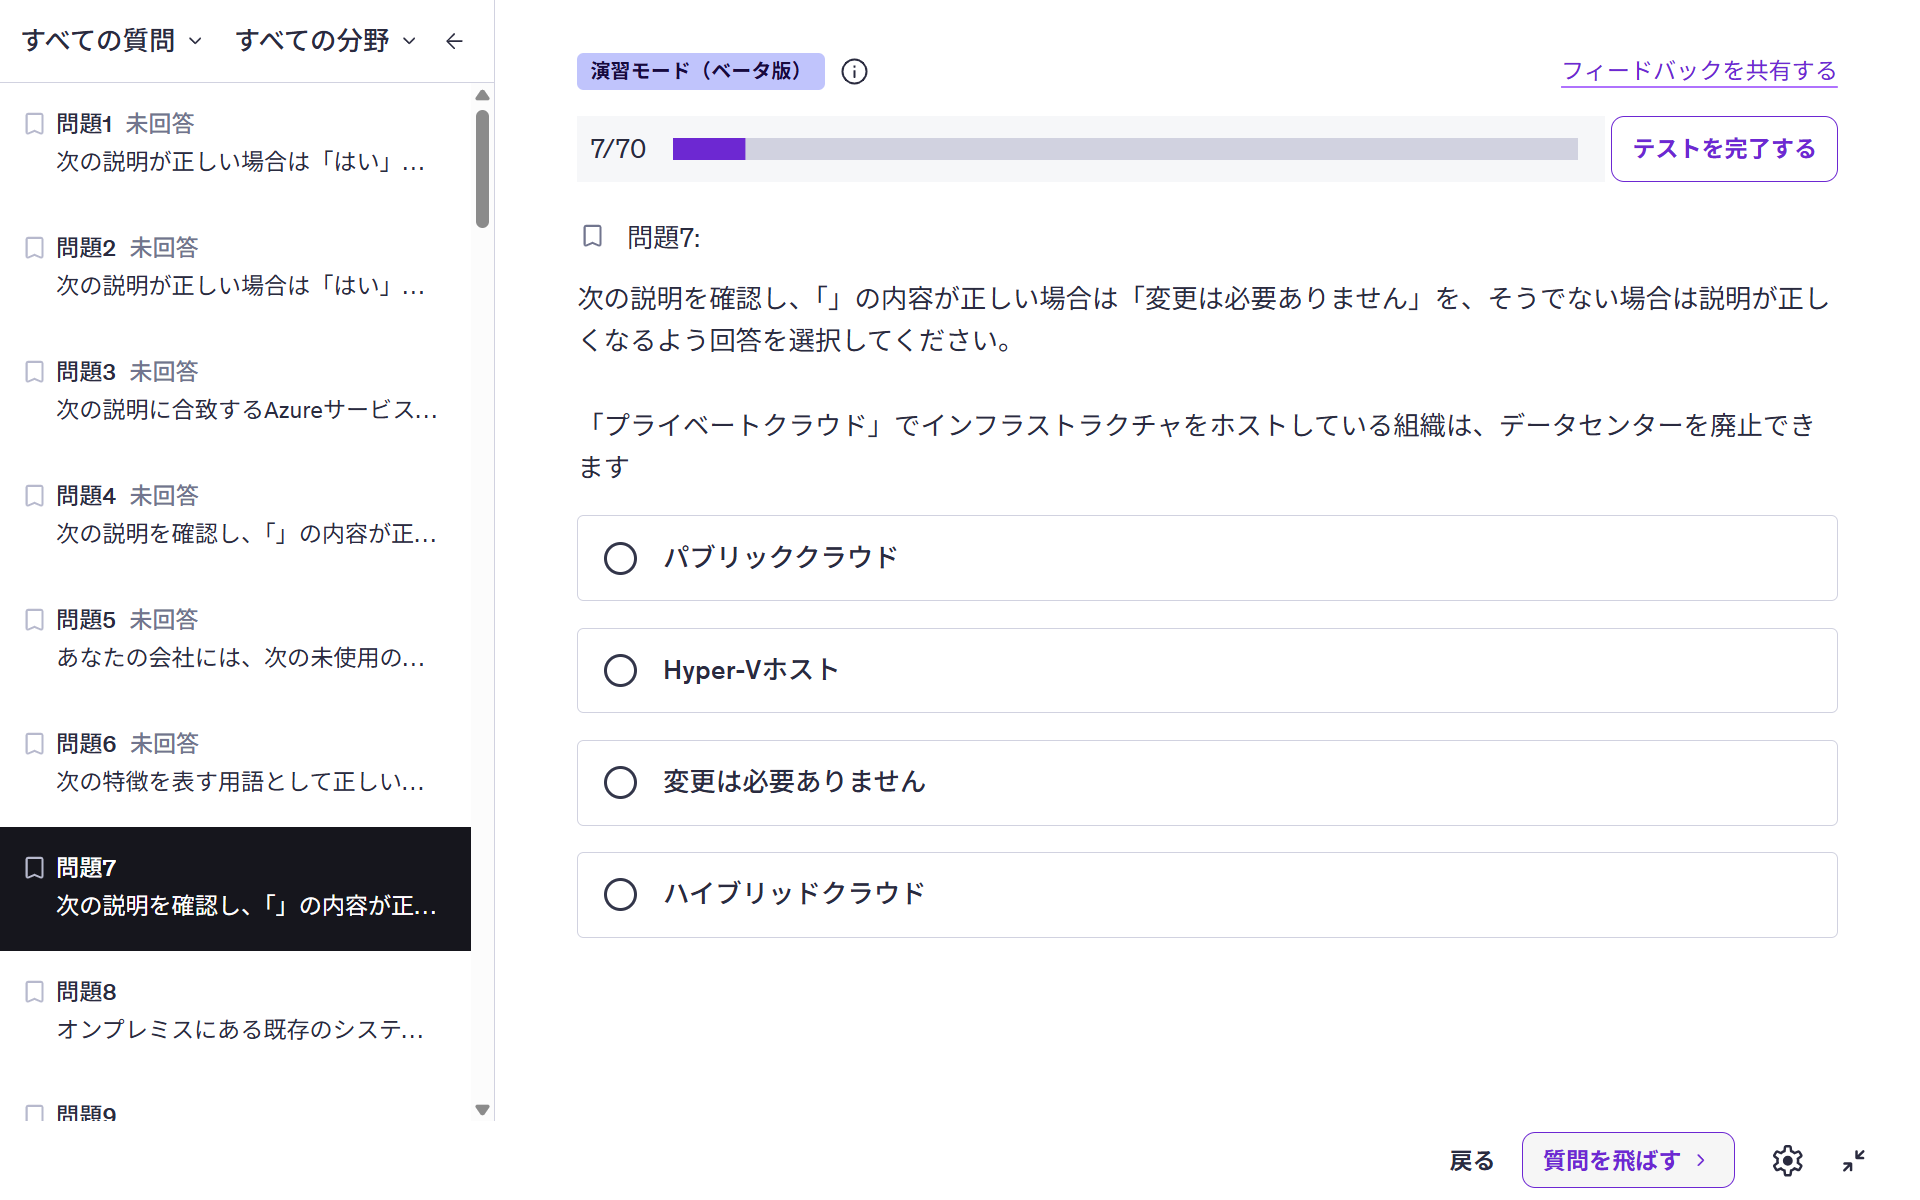 すべての質問 すべての分野
問題1 未回答
次の説明が正しい場合は「はい」...
問題2 未回答
次の説明が正しい場合は「はい」...
問題3 未回答
次の説明に合致するAzureサービス...
問題4 未回答
次の説明を確認し、「」の内容が正...
問題5 未回答
あなたの会社には、次の未使用の...
問題6 未回答
次の特徴を表す用語として正しい...
問題7
次の説明を確認し、「」の内容が正...
問題8
オンプレミスにある既存のシステ...
問題9
演習モード（ベータ版）
フィードバックを共有する
7/70
テストを完了する
問題7:
次の説明を確認し、「」の内容が正しい場合は「変更は必要ありません」を、そうでない場合は説明が正し
くなるよう回答を選択してください。
「プライベートクラウド」でインフラストラクチャをホストしている組織は、データセンターを廃止でき
ます
パブリッククラウド
Hyper-Vホスト
変更は必要ありません
ハイブリッドクラウド
戻る
質問を飛ばす